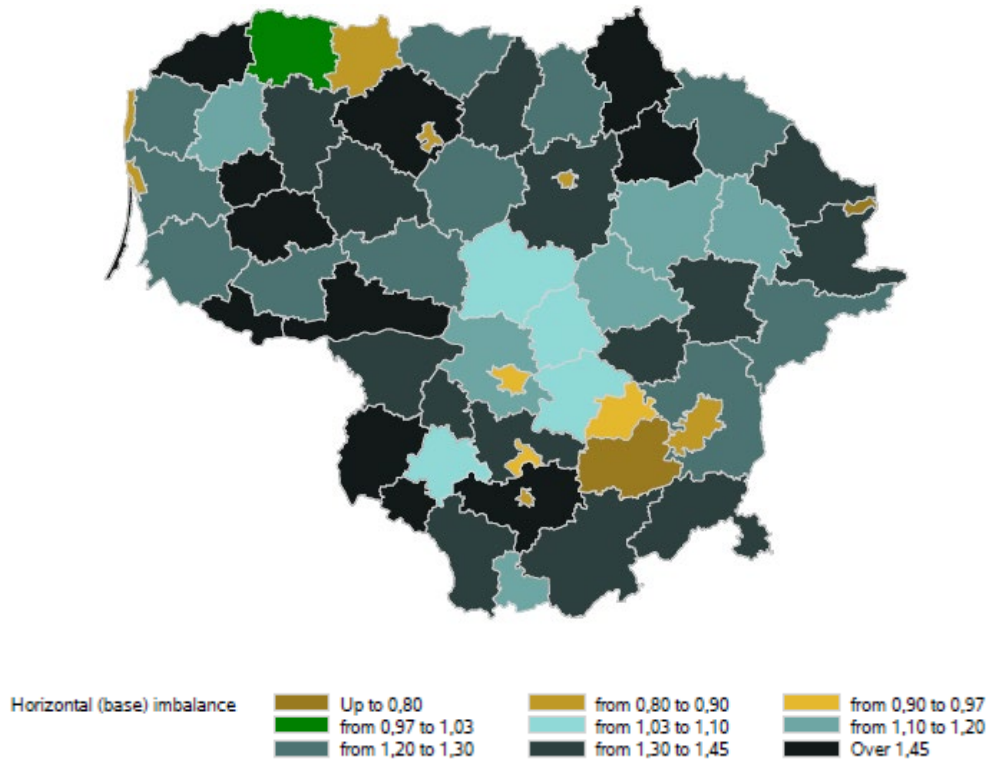 Horizontal (base) imbalance Up to 0,80 from 0,80 to 0,90 from 0,90 to 0,97
from 0,97 to 1,03 from 1,03 to 1,10 from 1,10 to 1,20
from 1,20 to 1,30 from 1,30 to 1,45 Over 1,45